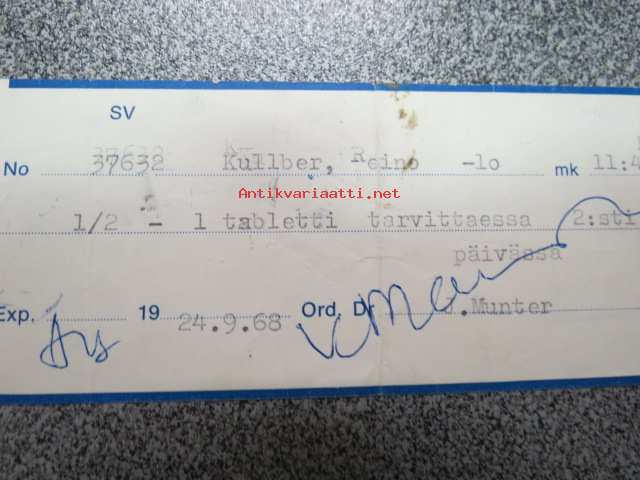 SV
No 37632 Kullber, Reino -10 mk 11:4
Antikvariaatti.net
1/2 - 1 tabletti tarvittaessa 2:sti
päivässä
Exp. 19 24.9.68 Ord. Dr .Munter